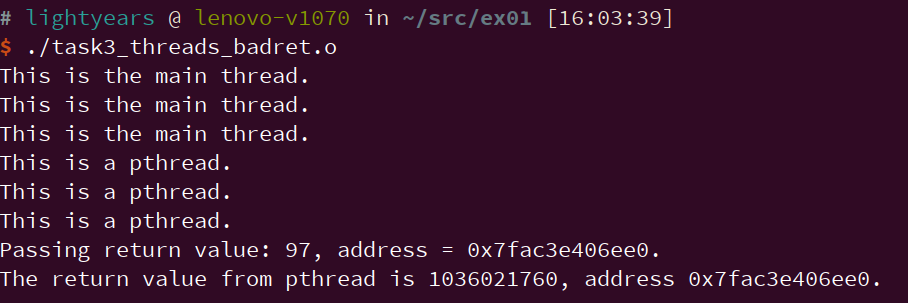 # lightyears @ lenovo-v1070 in ~/src/ex01 [16:03:39]
$ ./task3_threads_badret.o
This is the main thread.
This is the main thread.
This is the main thread.
This is a pthread.
This is a pthread.
This is a pthread.
Passing return value: 97, address = 0x7fac3e406ee0.
The return value from pthread is 1036021760, address 0x7fac3e406ee0.